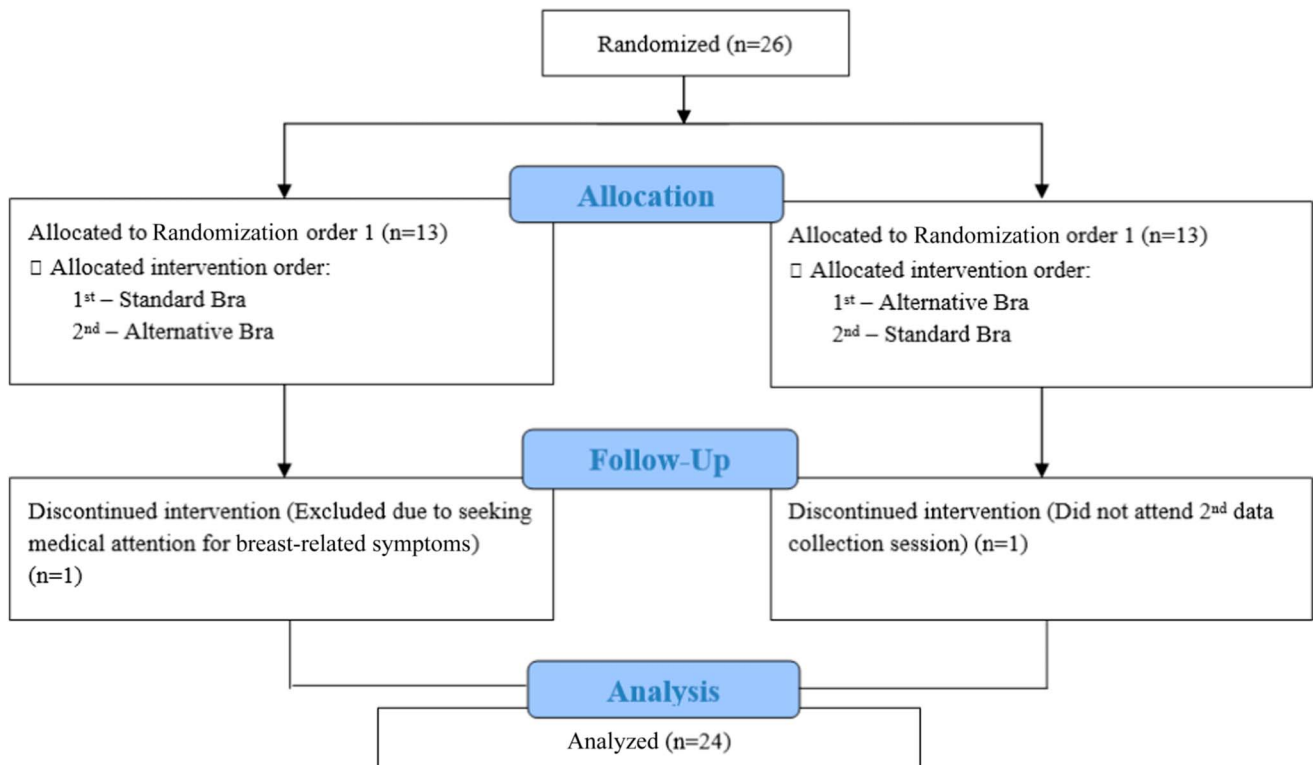 Randomized (n=26)
Allocation
Allocated to Randomization order 1 (n=13)
☐ Allocated intervention order:
1st – Standard Bra
2nd – Alternative Bra
Allocated to Randomization order 1 (n=13)
☐ Allocated intervention order:
1st – Alternative Bra
2nd – Standard Bra
Follow-Up
Discontinued intervention (Excluded due to seeking
medical attention for breast-related symptoms)
(n=1)
Discontinued intervention (Did not attend 2nd data
collection session) (n=1)
Analysis
Analyzed (n=24)